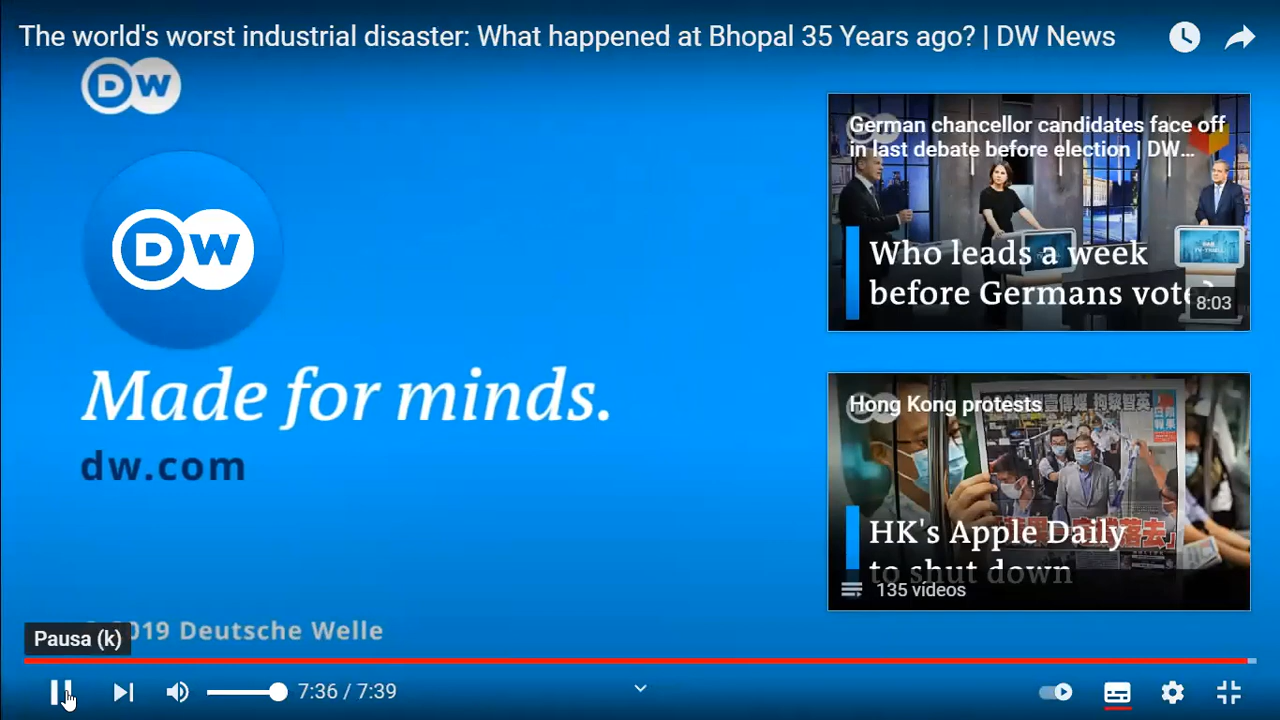 The world's worst industrial disaster: What happened at Bhopal 35 Years ago? | DW News
DW
DW
Made for minds.
dw.com
2019 Deutsche Welle
German chancellor candidates face off
in last debate before election | DW...
Who leads a week
before Germans vote?
8:03
Hong Kong protests
HK's Apple Daily
to shut down
135 vídeos
Pausa (k)
7:36 / 7:39